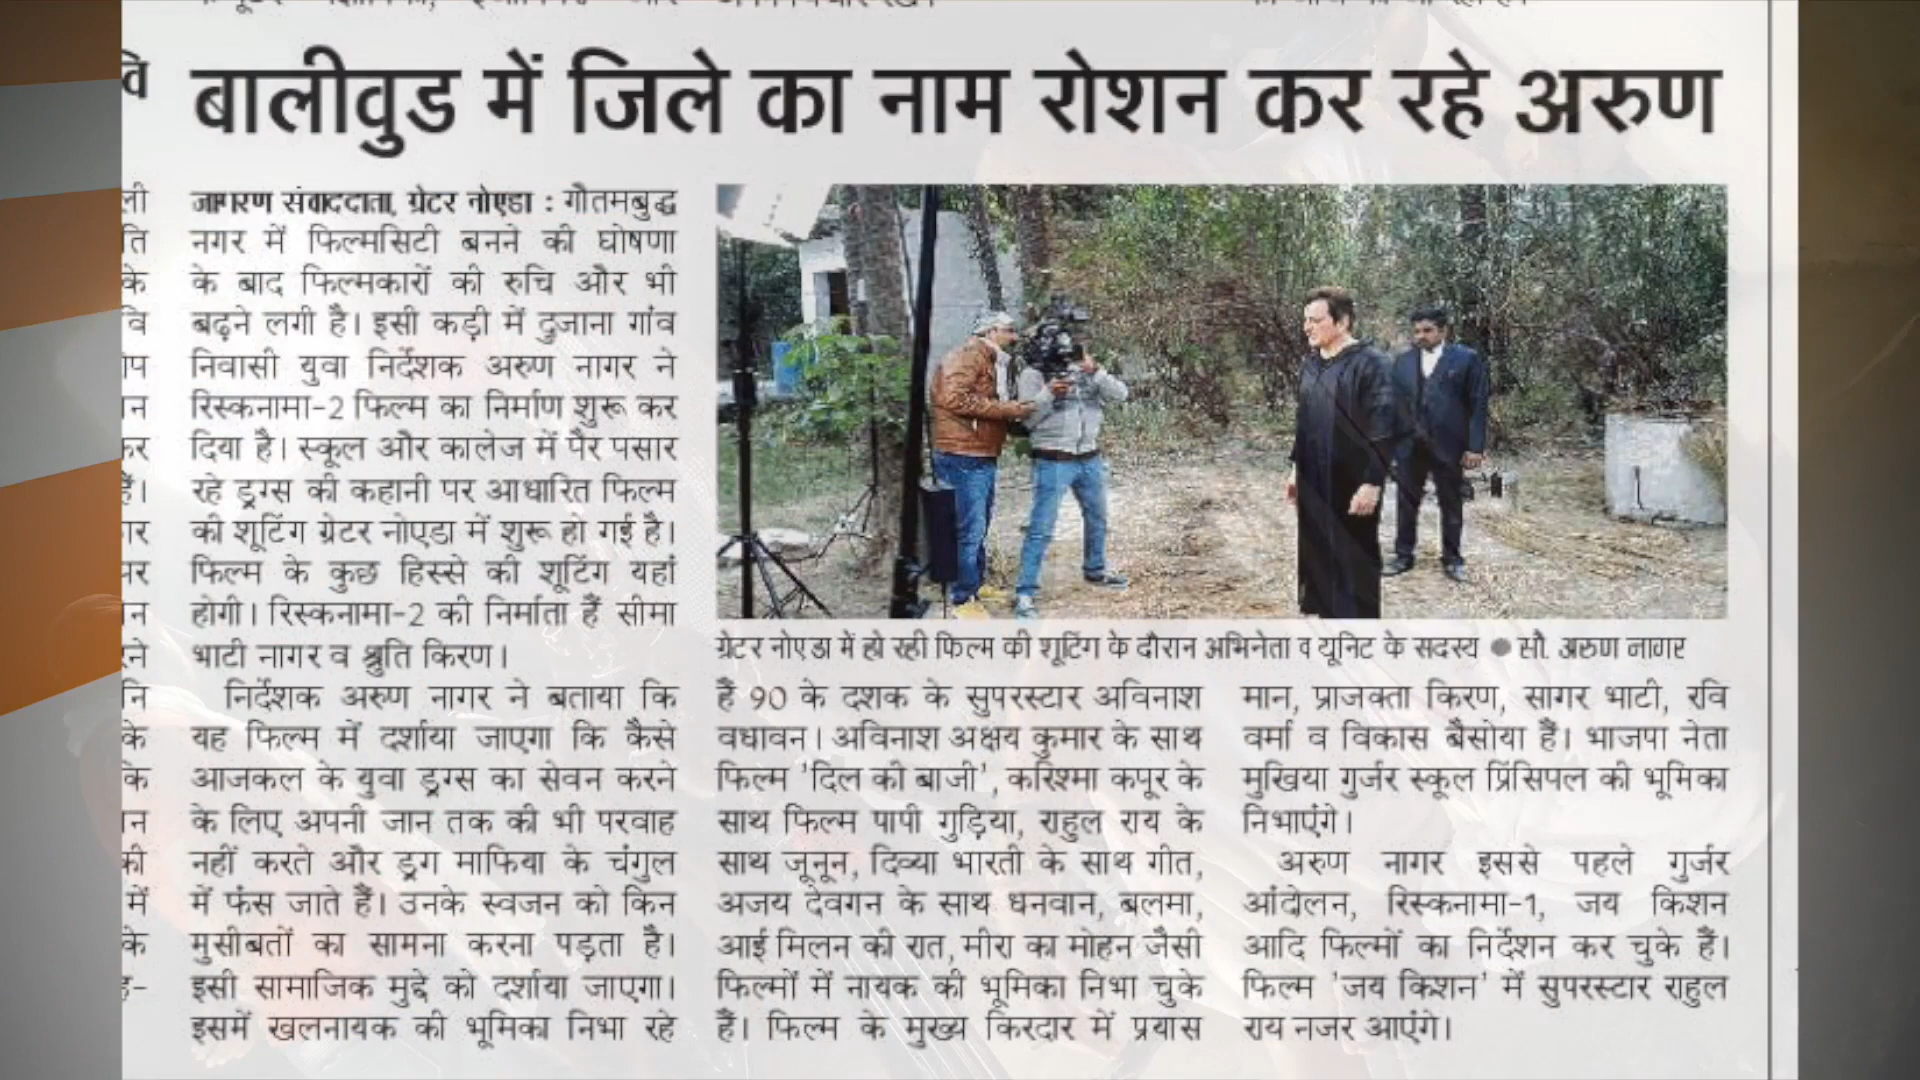 बालीवुड में जिले का नाम रोशन कर रहे अरुण
जागरण संवाददाता, ग्रेटर नोएडा : गौतमबुद्ध
नगर में फिल्मसिटी बनने की घोषणा
के बाद फिल्मकारों की रुचि और भी
बढ़ने लगी है। इसी कड़ी में दुजाना गांव
निवासी युवा निर्देशक अरुण नागर ने
रिस्कनामा-2 फिल्म का निर्माण शुरू कर
दिया है। स्कूल और कालेज में पैर पसार
रहे ड्रग्स की कहानी पर आधारित फिल्म
की शूटिंग ग्रेटर नोएडा में शुरू हो गई है।
फिल्म के कुछ हिस्से की शूटिंग यहां
होगी। रिस्कनामा-2 की निर्माता हैं सीमा
भाटी नागर व श्रुति किरण।
निर्देशक अरुण नागर ने बताया कि
यह फिल्म में दर्शाया जाएगा कि कैसे
आजकल के युवा ड्रग्स का सेवन करने
के लिए अपनी जान तक की भी परवाह
नहीं करते और ड्रग माफिया के चंगुल
में फंस जाते हैं। उनके स्वजन को किन
मुसीबतों का सामना करना पड़ता है।
इसी सामाजिक मुद्दे को दर्शाया जाएगा।
इसमें खलनायक की भूमिका निभा रहे
ग्रेटर नोएडा में हो रही फिल्म की शूटिंग के दौरान अभिनेता व यूनिट के सदस्य ● सौ. अरुण नागर
हैं 90 के दशक के सुपरस्टार अविनाश
वधावन। अविनाश अक्षय कुमार के साथ
फिल्म 'दिल की बाजी', करिश्मा कपूर के
साथ फिल्म पापी गुड़िया, राहुल राय के
साथ जूनून, दिव्या भारती के साथ गीत,
अजय देवगन के साथ धनवान, बलमा,
आई मिलन की रात, मीरा का मोहन जैसी
फिल्मों में नायक की भूमिका निभा चुके
हैं। फिल्म के मुख्य किरदार में प्रयास
मान, प्राजक्ता किरण, सागर भाटी, रवि
वर्मा व विकास बैसोया हैं। भाजपा नेता
मुखिया गुर्जर स्कूल प्रिंसिपल की भूमिका
निभाएंगे।
अरुण नागर इससे पहले गुर्जर
आंदोलन, रिस्कनामा-1, जय किशन
आदि फिल्मों का निर्देशन कर चुके हैं।
फिल्म 'जय किशन' में सुपरस्टार राहुल
राय नजर आएंगे।